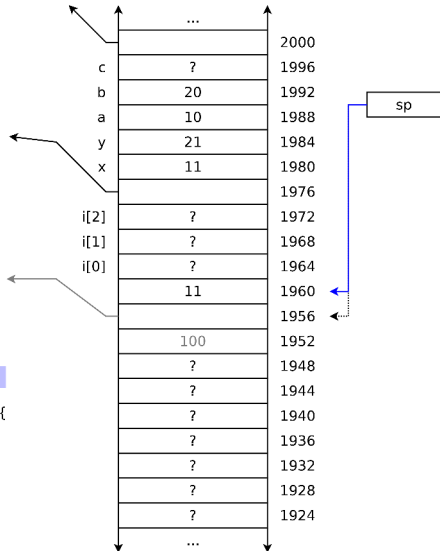 ...
2000
c ? 1996
b 20 1992 sp
a 10 1988
y 21 1984
x 11 1980
1976
i[2] ? 1972
i[1] ? 1968
i[0] ? 1964
11 1960
1956
100 1952
? 1948
? 1944
{ ? 1940
? 1936
? 1932
? 1928
? 1924
...